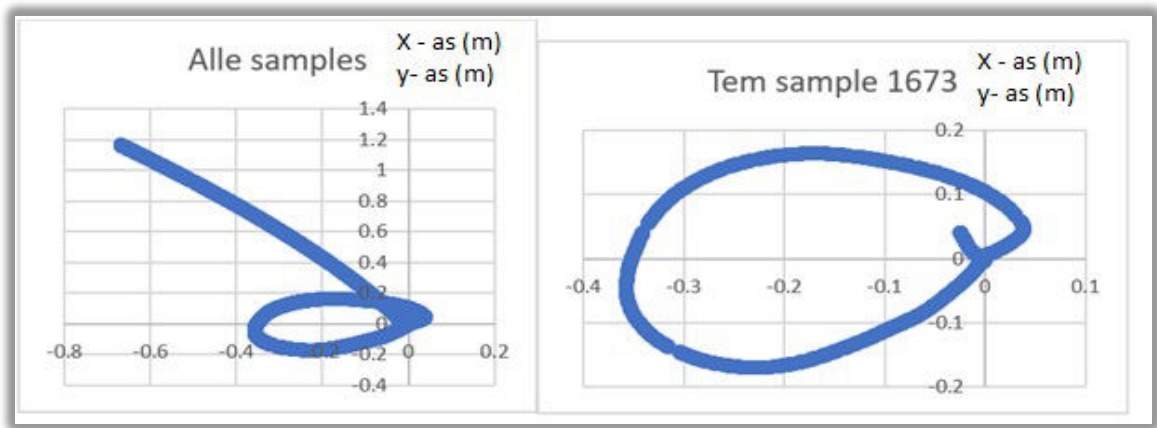 Alle samples
X - as (m)
y- as (m)
1.4
1.2
1
0.8
0.6
0.4
0.2
0
-0.8 -0.6 -0.4 -0.2 0 0.2
-0.2
-0.4
Tem sample 1673
X - as (m)
y- as (m)
0.2
0.1
0
-0.4 -0.3 -0.2 -0.1 0 0.1
-0.1
-0.2